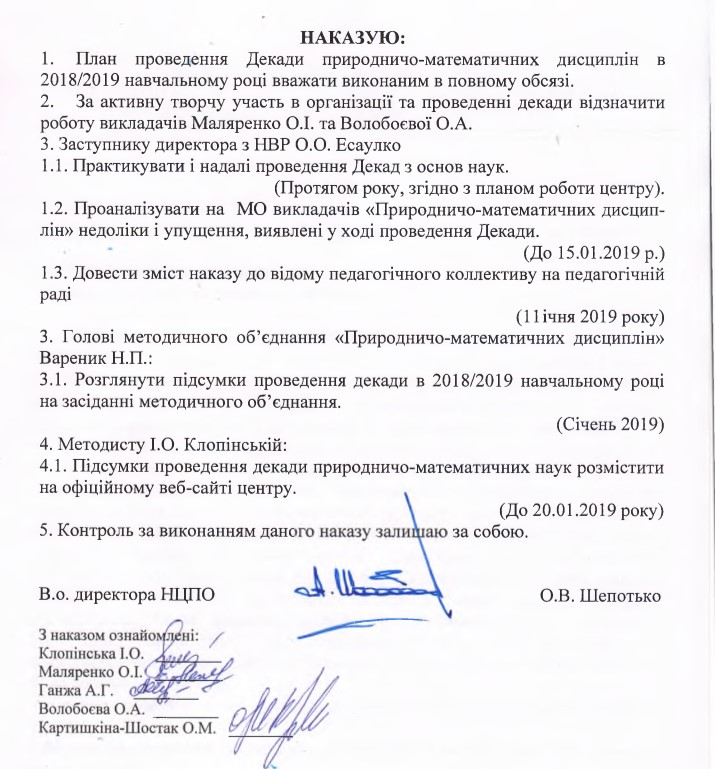 НАКАЗУЮ:
1. План проведення Декади природничо-математичних дисциплін в
2018/2019 навчальному році вважати виконаним в повному обсязі.
2. За активну творчу участь в організації та проведенні декади відзначити
роботу викладачів Маляренко О.І. та Волобоєвої О.А.
3. Заступнику директора з НВР О.О. Есаулко
1.1. Практикувати і надалі проведення Декад з основ наук.
(Протягом року, згідно з планом роботи центру).
1.2. Проаналізувати на МО викладачів «Природничо-математичних дисцип-
лін» недоліки і упущення, виявлені у ході проведення Декади.
(До 15.01.2019 р.)
1.3. Довести зміст наказу до відому педагогічного коллективу на педагогічній
раді
(11січня 2019 року)
3. Голові методичного об’єднання «Природничо-математичних дисциплін»
Вареник Н.П.:
3.1. Розглянути підсумки проведення декади в 2018/2019 навчальному році
на засіданні методичного об’єднання.
(Січень 2019)
4. Методисту І.О. Клопінській:
4.1. Підсумки проведення декади природничо-математичних наук розмістити
на офіційному веб-сайті центру.
(До 20.01.2019 року)
5. Контроль за виконанням даного наказу залишаю за собою.
В.о. директора НЦПО О.В. Шепотько
З наказом ознайомлені:
Клопінська І.О.
Маляренко О.І.
Ганжа А.Г.
Волобоєва О.А.
Картишкіна-Шостак О.М.